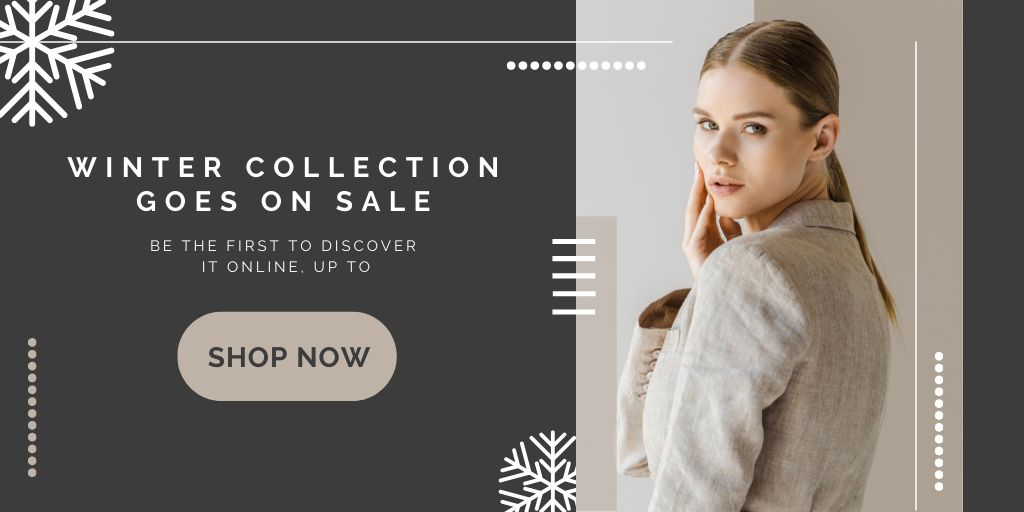 WINTER COLLECTION
GOES ON SALE
BE THE FIRST TO DISCOVER
IT ONLINE, UP TO
SHOP NOW